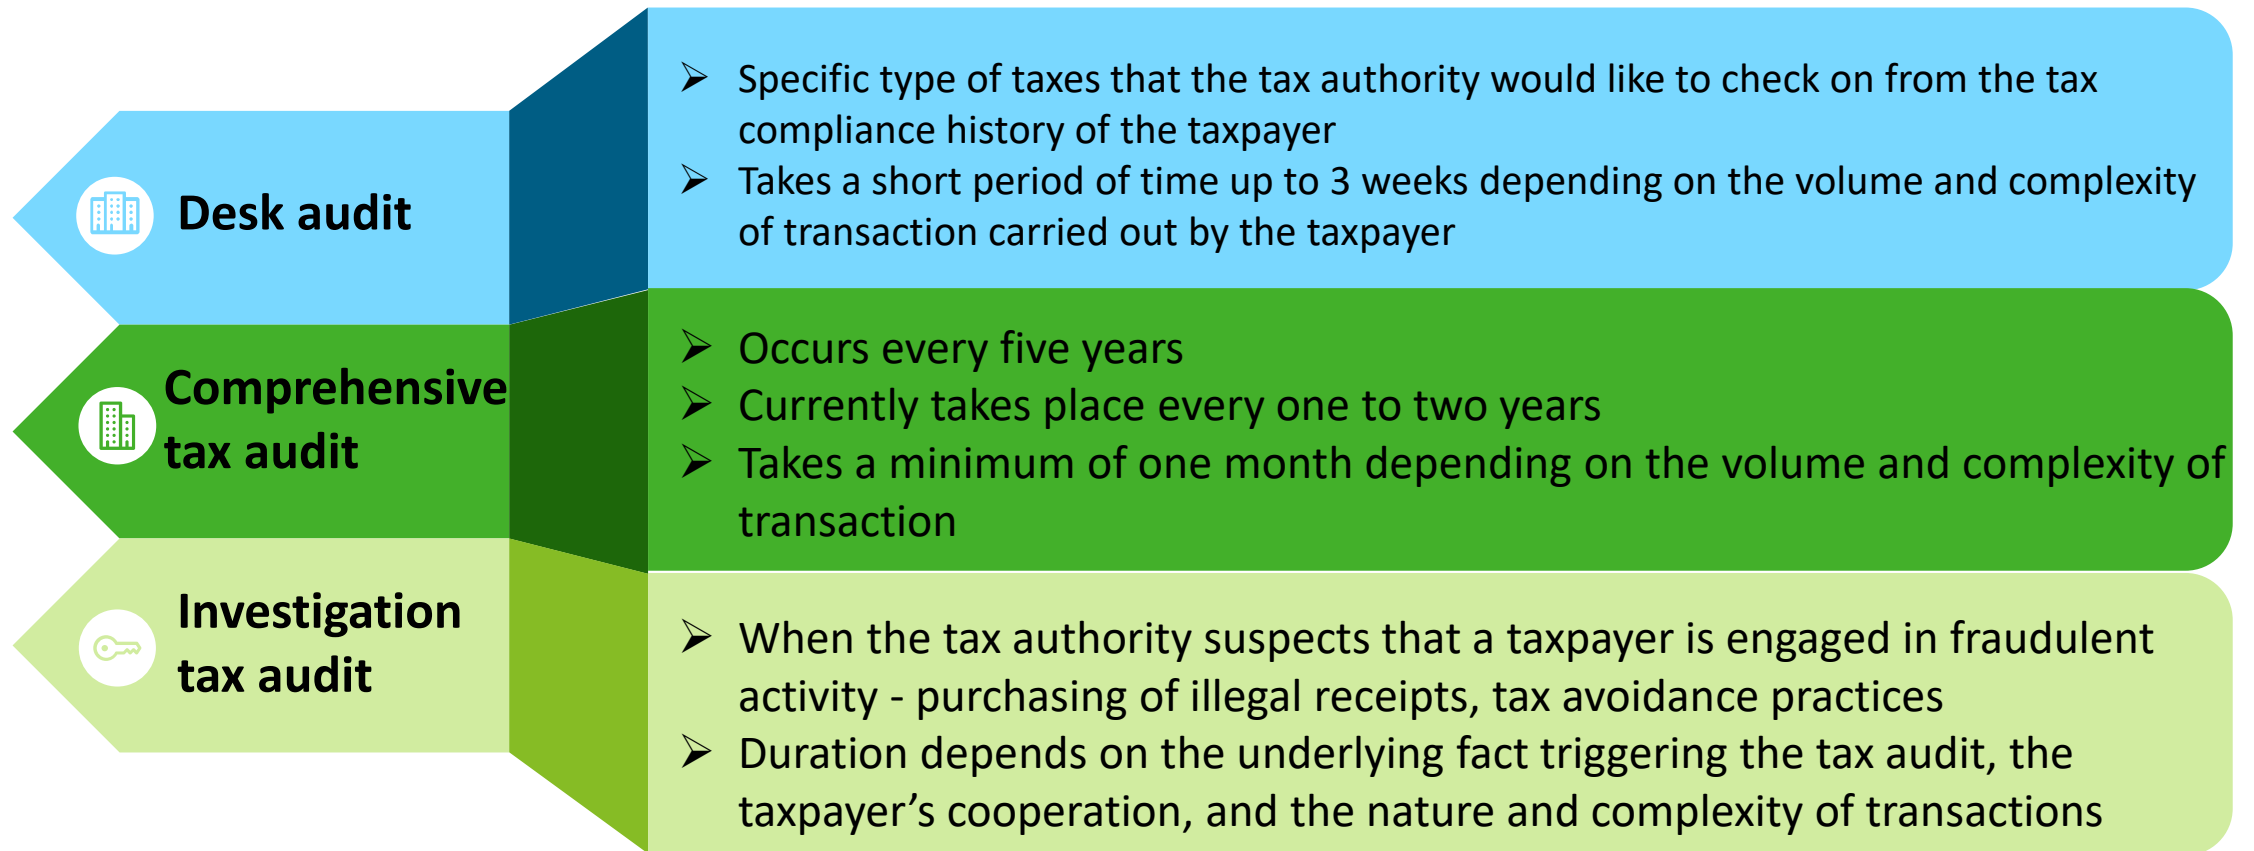 Desk audit
➢ Specific type of taxes that the tax authority would like to check on from the tax
compliance history of the taxpayer
➢ Takes a short period of time up to 3 weeks depending on the volume and complexity
of transaction carried out by the taxpayer
Comprehensive
tax audit
➢ Occurs every five years
➢ Currently takes place every one to two years
➢ Takes a minimum of one month depending on the volume and complexity of
transaction
Investigation
tax audit
➢ When the tax authority suspects that a taxpayer is engaged in fraudulent
activity - purchasing of illegal receipts, tax avoidance practices
➢ Duration depends on the underlying fact triggering the tax audit, the
taxpayer’s cooperation, and the nature and complexity of transactions